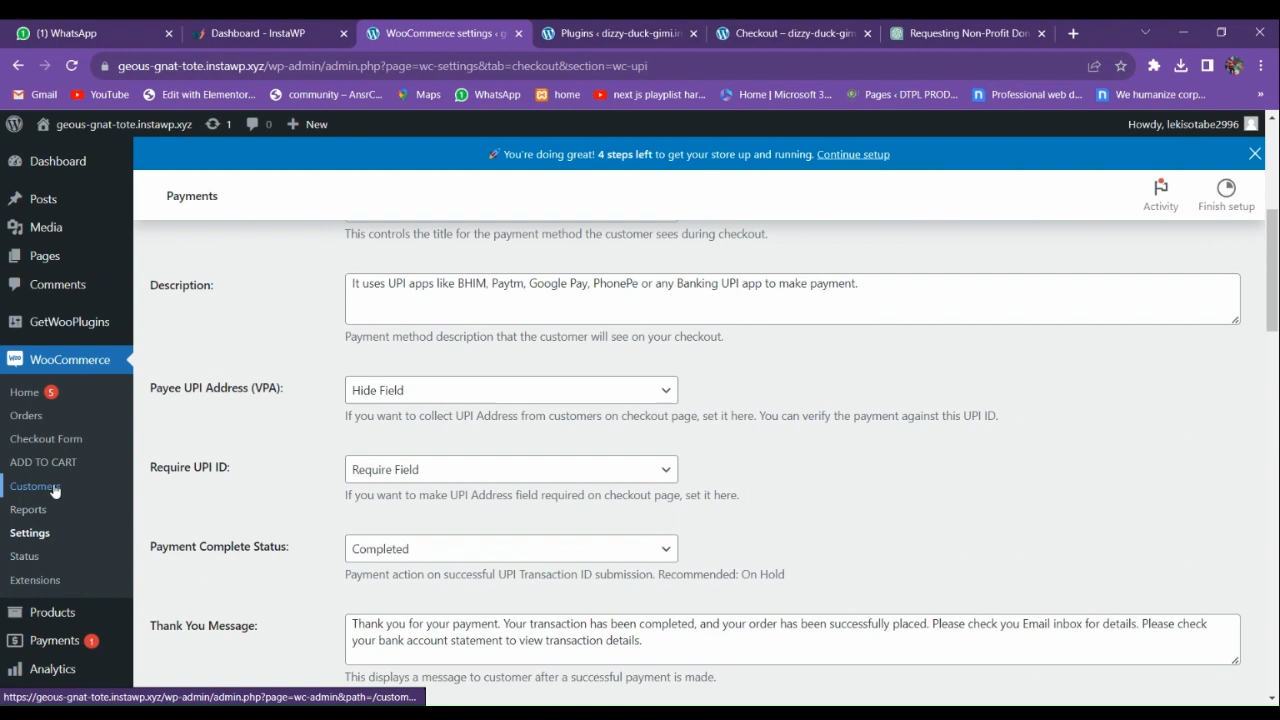 (1) WhatsApp
Dashboard - InstaWP
WooCommerce settings ‹ g
Plugins ‹ dizzy-duck-gimi.in
Checkout – dizzy-duck-gim
Requesting Non-Profit Don
geous-gnat-tote.instawp.xyz/wp-admin/admin.php?page=wc-settings&tab=checkout&section=wc-upi
Gmail
YouTube
Edit with Elementor...
community – AnsrC...
Maps
WhatsApp
home
next js playlist har...
Home | Microsoft 3...
Pages ‹ DTPL PROD...
Professional web d...
We humanize corp...
»
geous-gnat-tote.instawp.xyz
1
0
New
Howdy, lekisotabe2996
You're doing great! 4 steps left to get your store up and running. Continue setup
Payments
Activity
Finish setup
Dashboard
Posts
Media
Pages
Comments
GetWooPlugins
WooCommerce
Home 5
Orders
Checkout Form
ADD TO CART
Customers
Reports
Settings
Status
Extensions
Products
Payments 1
Analytics
This controls the title for the payment method the customer sees during checkout.
Description:
It uses UPI apps like BHIM, Paytm, Google Pay, PhonePe or any Banking UPI app to make payment.
Payment method description that the customer will see on your checkout.
Payee UPI Address (VPA):
Hide Field
If you want to collect UPI Address from customers on checkout page, set it here. You can verify the payment against this UPI ID.
Require UPI ID:
Require Field
If you want to make UPI Address field required on checkout page, set it here.
Payment Complete Status:
Completed
Payment action on successful UPI Transaction ID submission. Recommended: On Hold
Thank You Message:
Thank you for your payment. Your transaction has been completed, and your order has been successfully placed. Please check you Email inbox for details. Please check
your bank account statement to view transaction details.
This displays a message to customer after a successful payment is made.
https://geous-gnat-tote.instawp.xyz/wp-admin/admin.php?page=wc-admin&path=/custom...